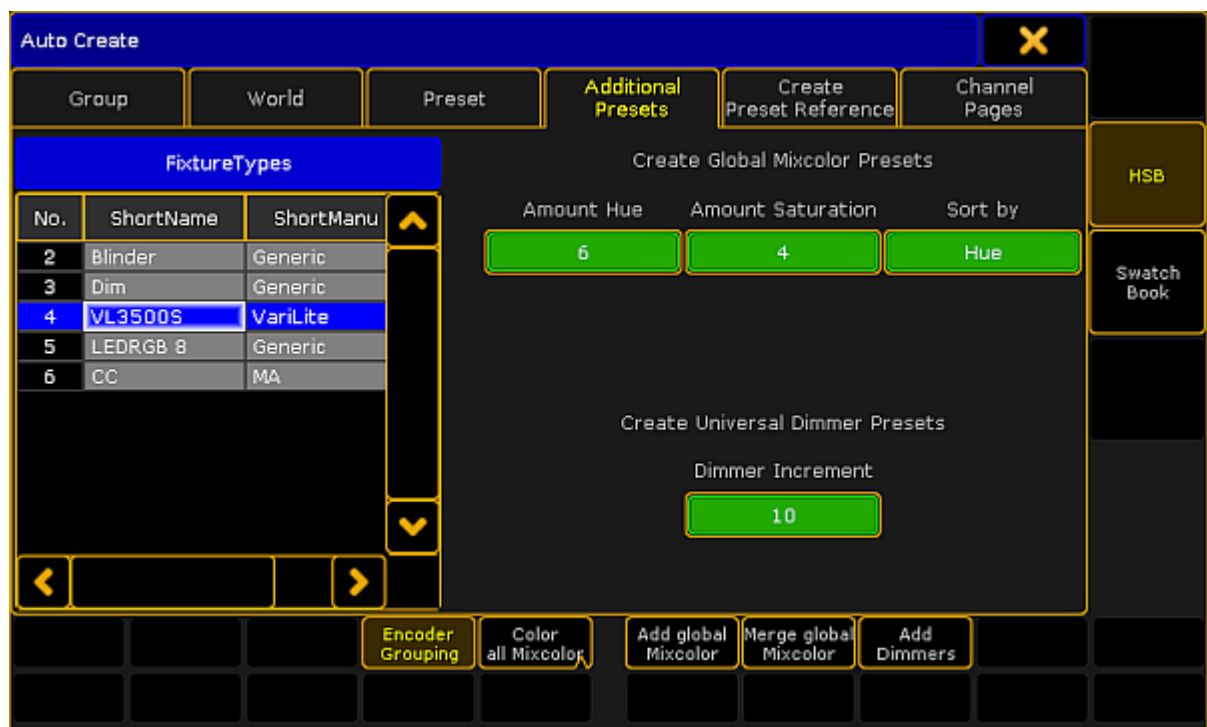 Auto Create
Group
World
Preset
Additional
Presets
Create
Preset Reference
Channel
Pages
FixtureTypes
No. ShortName ShortManu
2 Blinder Generic
3 Dim Generic
4 VL3500S VariLite
5 LEDRGB 8 Generic
6 CC MA
Create Global Mixcolor Presets
Amount Hue Amount Saturation Sort by
6 4 Hue
Create Universal Dimmer Presets
Dimmer Increment
10
HSB
Swatch
Book
Encoder
Grouping
Color
all Mixcolor
Add global
Mixcolor
Merge global
Mixcolor
Add
Dimmers